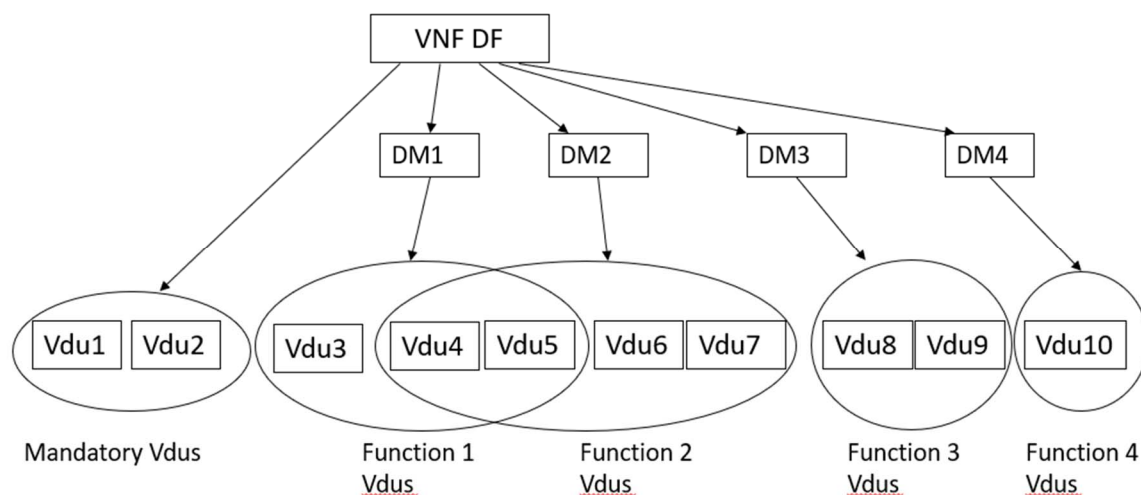 VNF DF
DM1
DM2
DM3
DM4
Vdu1
Vdu2
Vdu3
Vdu4
Vdu5
Vdu6
Vdu7
Vdu8
Vdu9
Vdu10
Mandatory Vdus
Function 1
Vdus
Function 2
Vdus
Function 3
Vdus
Function 4
Vdus